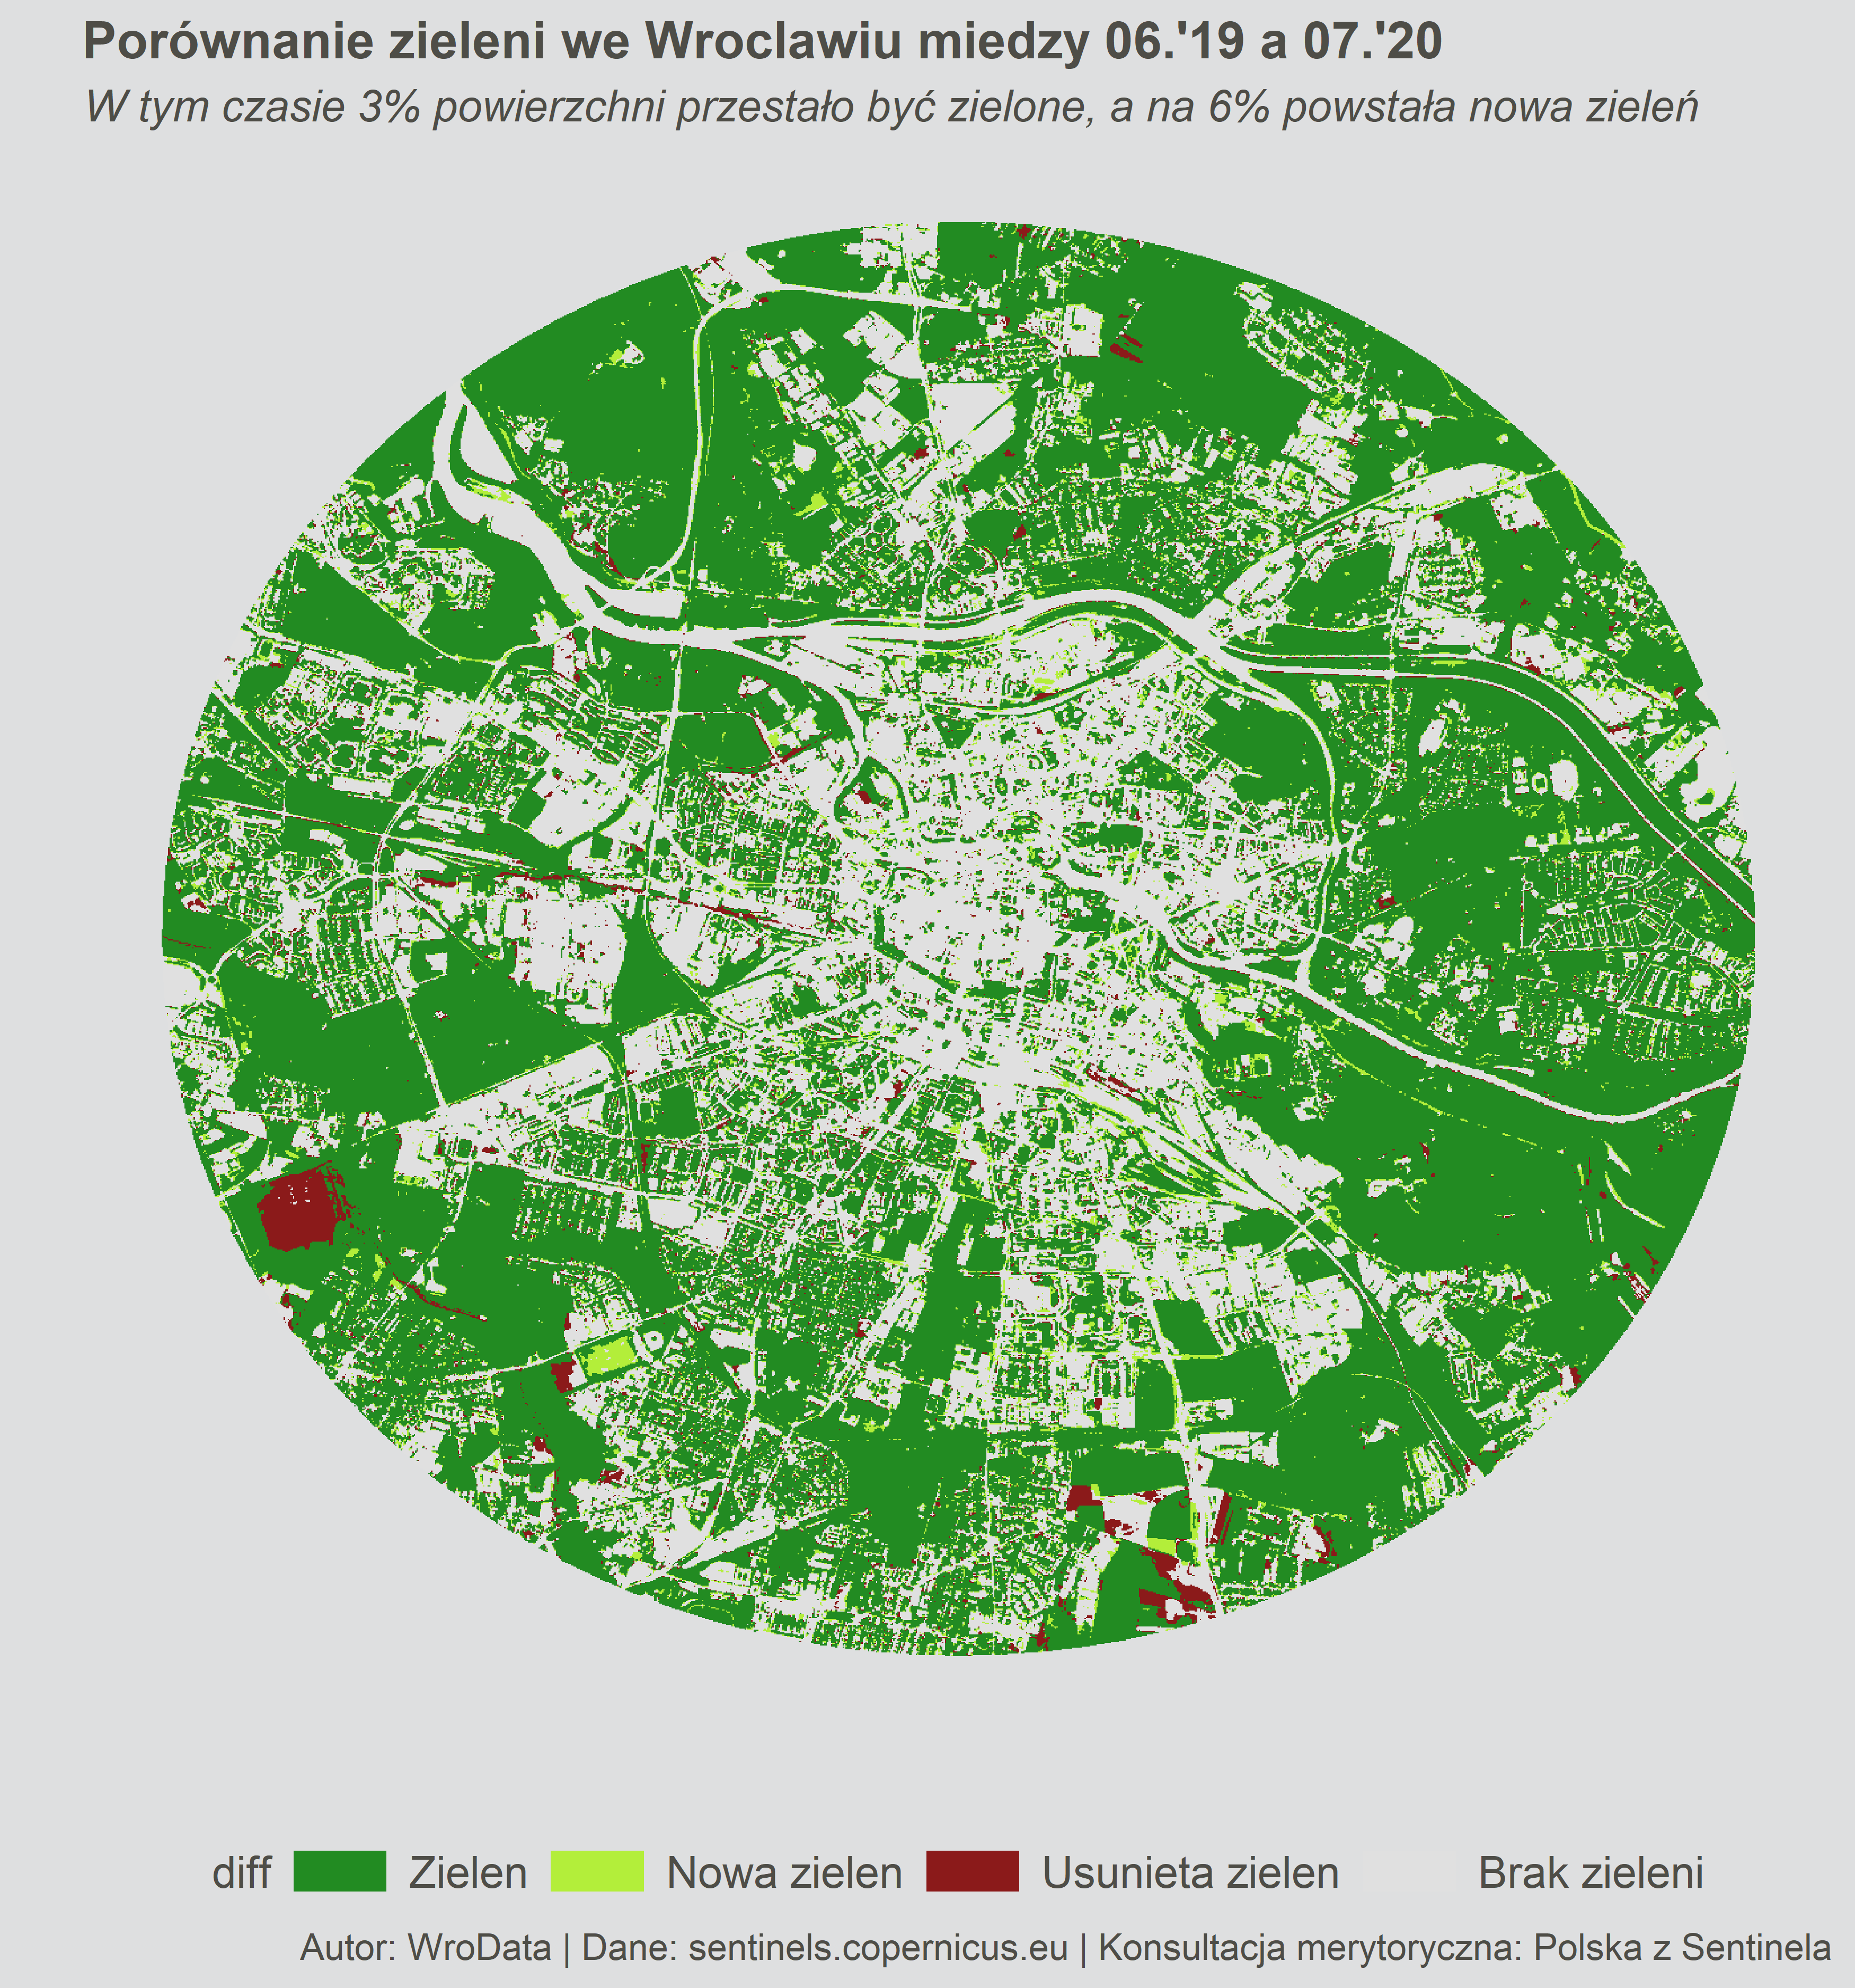 Porównanie zieleni we Wroclawiu miedzy 06.'19 a 07.'20
W tym czasie 3% powierzchni przestało być zielone, a na 6% powstała nowa zieleń
diff Zielen Nowa zielen Usunieta zielen Brak zieleni
Autor: WroData | Dane: sentinels.copernicus.eu | Konsultacja merytoryczna: Polska z Sentinela